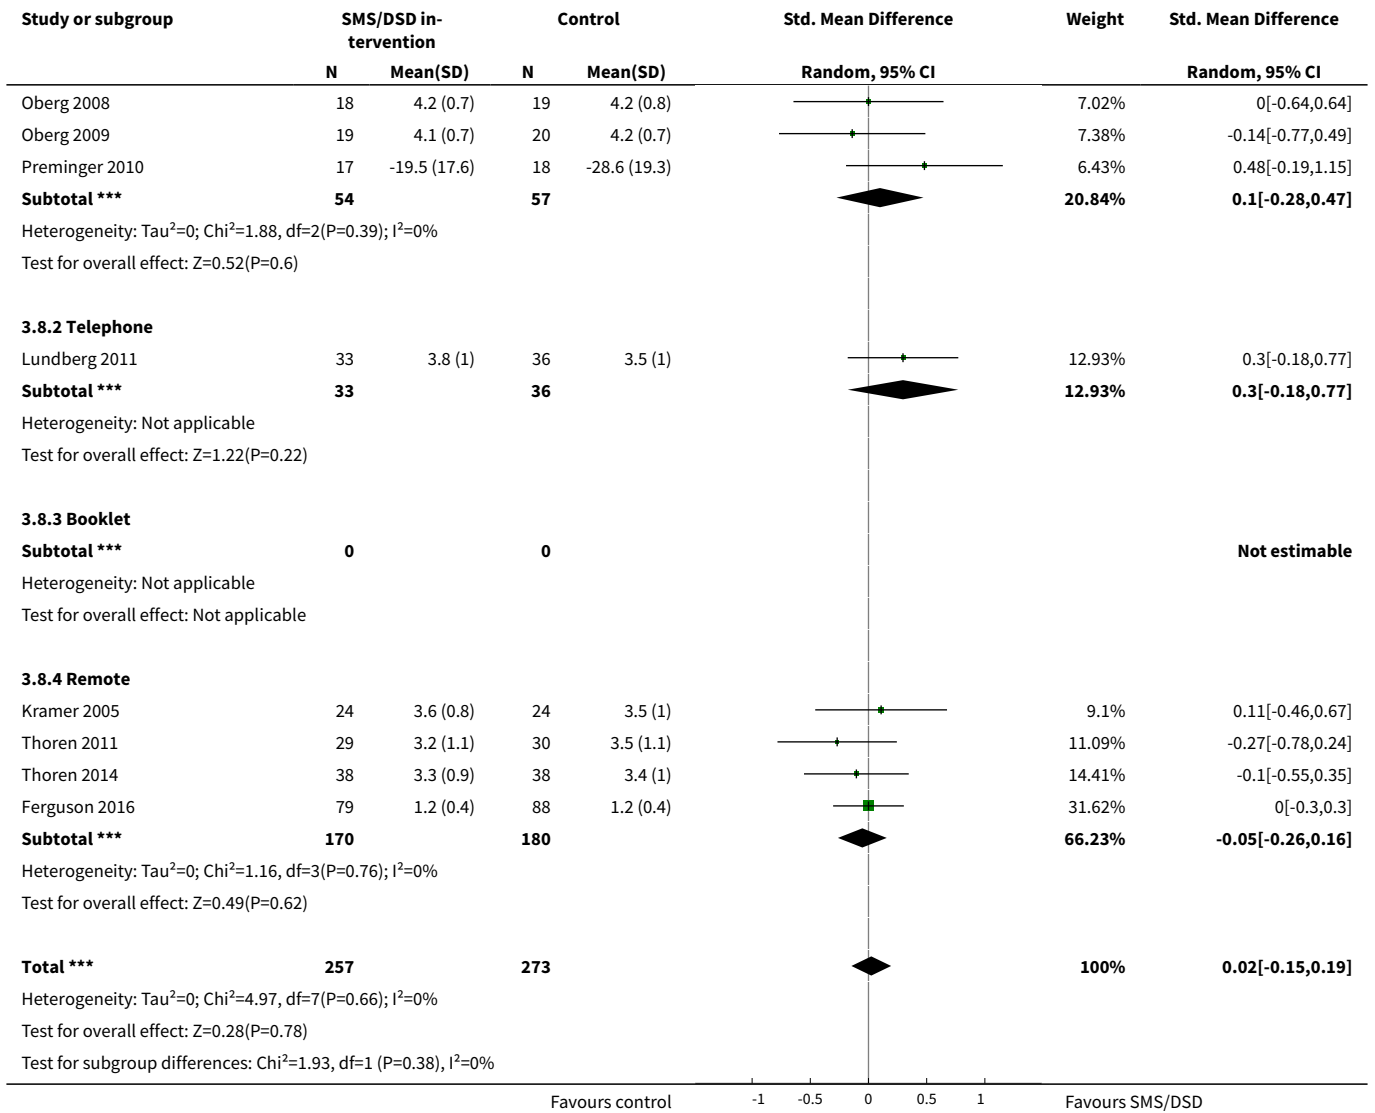 Study or subgroup SMS/DSD in- Control Std. Mean Difference Weight Std. Mean Difference
tervention
N Mean(SD) N Mean(SD) Random, 95% CI Random, 95% CI
Oberg 2008 18 4.2 (0.7) 19 4.2 (0.8) 7.02% 0[-0.64,0.64]
Oberg 2009 19 4.1 (0.7) 20 4.2 (0.7) 7.38% -0.14[-0.77,0.49]
Preminger 2010 17 -19.5 (17.6) 18 -28.6 (19.3) 6.43% 0.48[-0.19,1.15]
Subtotal *** 54 57 20.84% 0.1[-0.28,0.47]
Heterogeneity: Tau²=0; Chi²=1.88, df=2(P=0.39); I²=0%
Test for overall effect: Z=0.52(P=0.6)
3.8.2 Telephone
Lundberg 2011 33 3.8 (1) 36 3.5 (1) 12.93% 0.3[-0.18,0.77]
Subtotal *** 33 36 12.93% 0.3[-0.18,0.77]
Heterogeneity: Not applicable
Test for overall effect: Z=1.22(P=0.22)
3.8.3 Booklet
Subtotal *** 0 0 Not estimable
Heterogeneity: Not applicable
Test for overall effect: Not applicable
3.8.4 Remote
Kramer 2005 24 3.6 (0.8) 24 3.5 (1) 9.1% 0.11[-0.46,0.67]
Thoren 2011 29 3.2 (1.1) 30 3.5 (1.1) 11.09% -0.27[-0.78,0.24]
Thoren 2014 38 3.3 (0.9) 38 3.4 (1) 14.41% -0.1[-0.55,0.35]
Ferguson 2016 79 1.2 (0.4) 88 1.2 (0.4) 31.62% 0[-0.3,0.3]
Subtotal *** 170 180 66.23% -0.05[-0.26,0.16]
Heterogeneity: Tau²=0; Chi²=1.16, df=3(P=0.76); I²=0%
Test for overall effect: Z=0.49(P=0.62)
Total *** 257 273 100% 0.02[-0.15,0.19]
Heterogeneity: Tau²=0; Chi²=4.97, df=7(P=0.66); I²=0%
Test for overall effect: Z=0.28(P=0.78)
Test for subgroup differences: Chi²=1.93, df=1 (P=0.38), I²=0%
Favours control -1 -0.5 0 0.5 1 Favours SMS/DSD